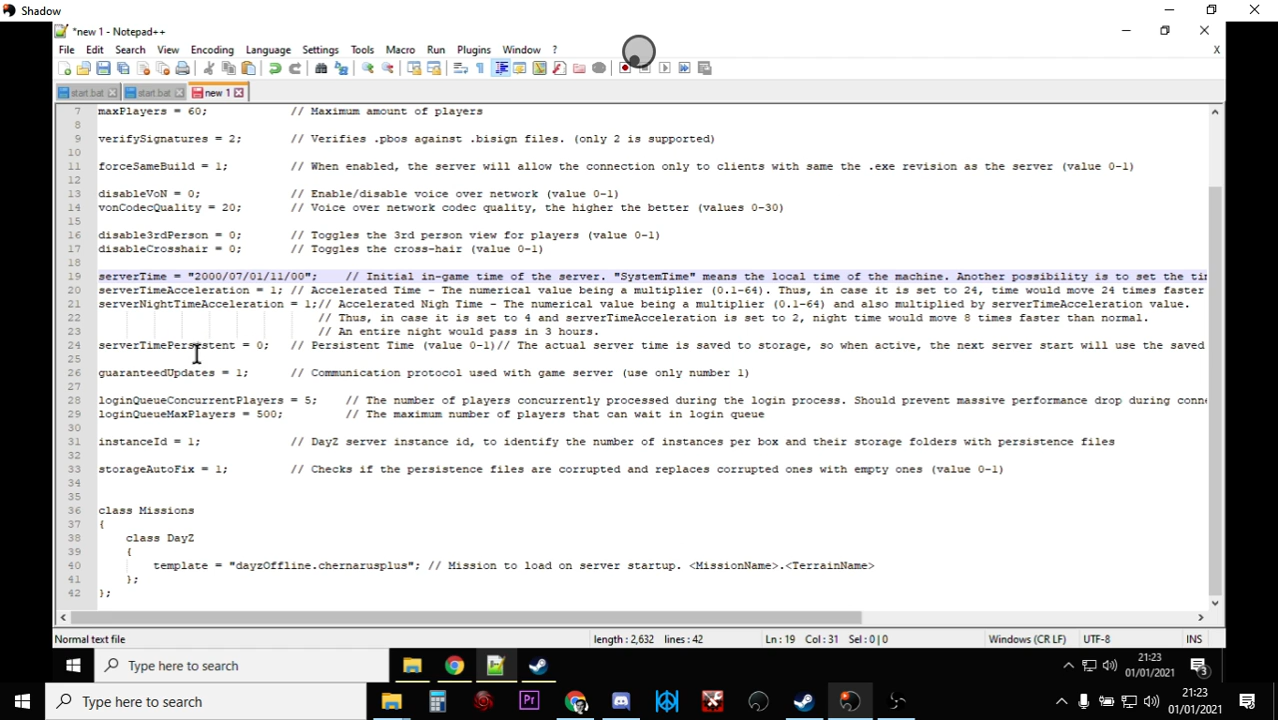 Shadow
*new 1 - Notepad++
File Edit Search View Encoding Language Settings Tools Macro Run Plugins Window ? X
start.bat start.bat new 1
7 maxPlayers = 60; // Maximum amount of players
8
9 verifySignatures = 2; // Verifies .pbos against .bisign files. (only 2 is supported)
10
11 forceSameBuild = 1; // When enabled, the server will allow the connection only to clients with same the .exe revision as the server (value 0-1)
12
13 disableVoN = 0; // Enable/disable voice over network (value 0-1)
14 vonCodecQuality = 20; // Voice over network codec quality, the higher the better (values 0-30)
15
16 disable3rdPerson = 0; // Toggles the 3rd person view for players (value 0-1)
17 disableCrosshair = 0; // Toggles the cross-hair (value 0-1)
18
19 serverTime = "2000/07/01/11/00"; // Initial in-game time of the server. "SystemTime" means the local time of the machine. Another possibility is to set the
20 serverTimeAcceleration = 1; // Accelerated Time - The numerical value being a multiplier (0.1-64). Thus, in case it is set to 24, time would move 24 times faster
21 serverNightTimeAcceleration = 1;// Accelerated Nigh Time - The numerical value being a multiplier (0.1-64) and also multiplied by serverTimeAcceleration value.
22 // Thus, in case it is set to 4 and serverTimeAcceleration is set to 2, night time would move 8 times faster than normal.
23 // An entire night would pass in 3 hours.
24 serverTimePersistent = 0; // Persistent Time (value 0-1)// The actual server time is saved to storage, so when active, the next server start will use the saved
25
26 guaranteedUpdates = 1; // Communication protocol used with game server (use only number 1)
27
28 loginQueueConcurrentPlayers = 5; // The number of players concurrently processed during the login process. Should prevent massive performance drop during
29 loginQueueMaxPlayers = 500; // The maximum number of players that can wait in login queue
30
31 instanceId = 1; // DayZ server instance id, to identify the number of instances per box and their storage folders with persistence files
32
33 storageAutoFix = 1; // Checks if the persistence files are corrupted and replaces corrupted ones with empty ones (value 0-1)
34
35
36 class Missions
37 {
38 class DayZ
39 {
40 template = "dayzOffline.chernarusplus"; // Mission to load on server startup. <MissionName>.<TerrainName>
41 };
42 };
Normal text file length : 2,632 lines : 42 Ln : 19 Col : 31 Sel : 0 | 0 Windows (CR LF) UTF-8 INS
Type here to search 21:23
01/01/2021 3
Type here to search Pr 21:23
01/01/2021